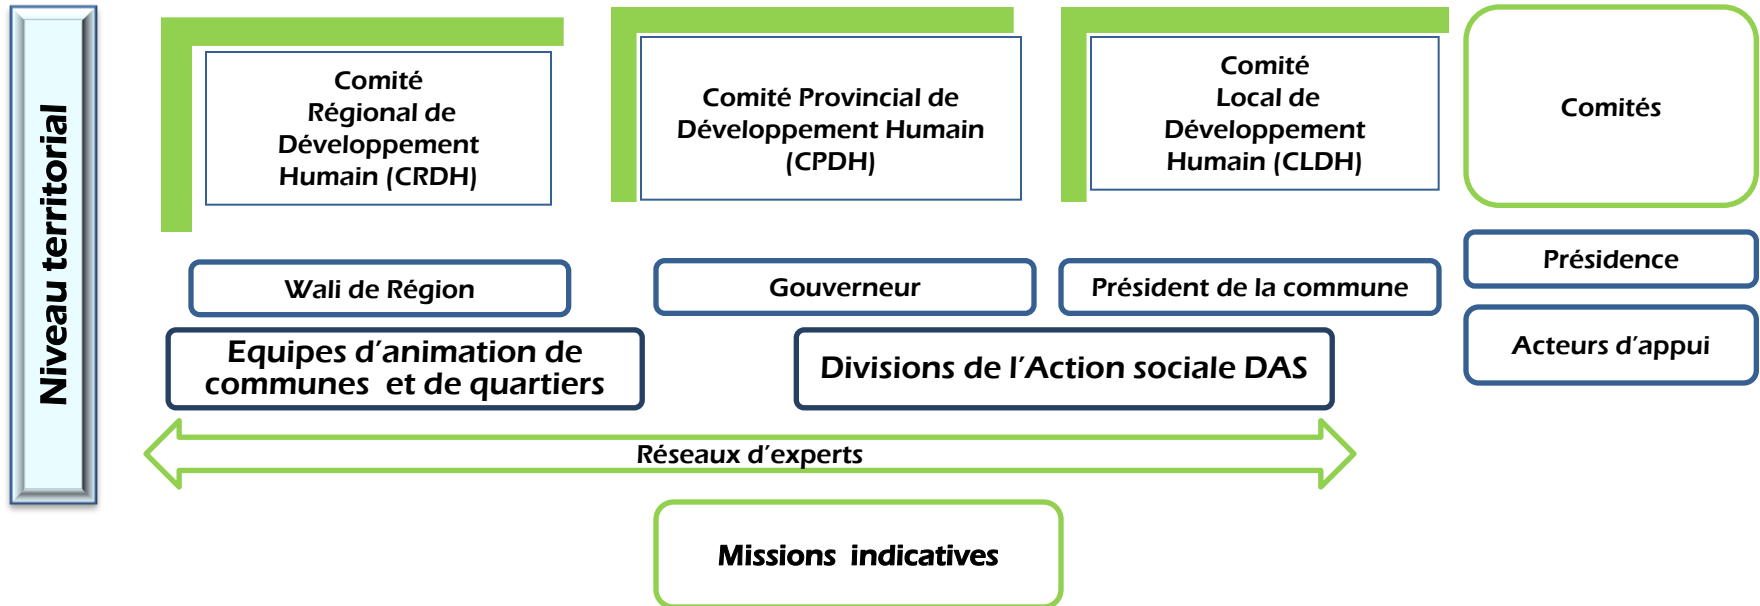 Niveau territorial
Comité
Régional de
Développement
Humain (CRDH)
Comité Provincial de
Développement Humain
(CPDH)
Comité
Local de
Développement
Humain (CLDH)
Comités
Wali de Région
Gouverneur
Président de la commune
Présidence
Equipes d’animation de
communes et de quartiers
Divisions de l’Action sociale DAS
Acteurs d’appui
Réseaux d’experts
Missions indicatives